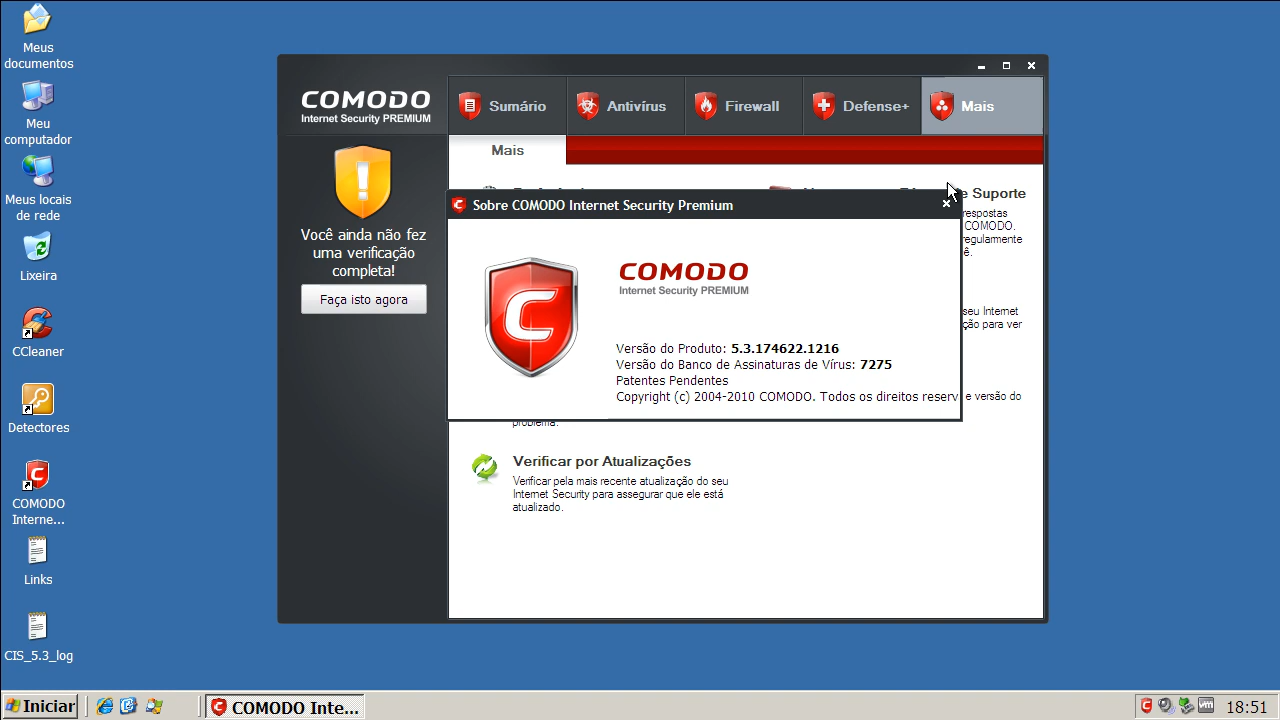 Meus
documentos
Meu
computador
Meus locais
de rede
Lixeira
CCleaner
Detectores
COMODO
Interne...
Links
CIS_5.3_log
COMODO
Internet Security PREMIUM
Sumário
Antivírus
Firewall
Defense+
Mais
Mais
Você ainda não fez
uma verificação
completa!
Faça isto agora
e Suporte
respostas
COMODO.
regulamente
ê.
Sobre COMODO Internet Security Premium
COMODO
Internet Security PREMIUM
Versão do Produto: 5.3.174622.1216
Versão do Banco de Assinaturas de Vírus: 7275
Patentes Pendentes
Copyright (c) 2004-2010 COMODO. Todos os direitos reserv
seu Internet
ção para ver
e versão do
problema.
Verificar por Atualizações
Verificar pela mais recente atualização do seu
Internet Security para assegurar que ele está
atualizado.
Iniciar
COMODO Inte...
18:51